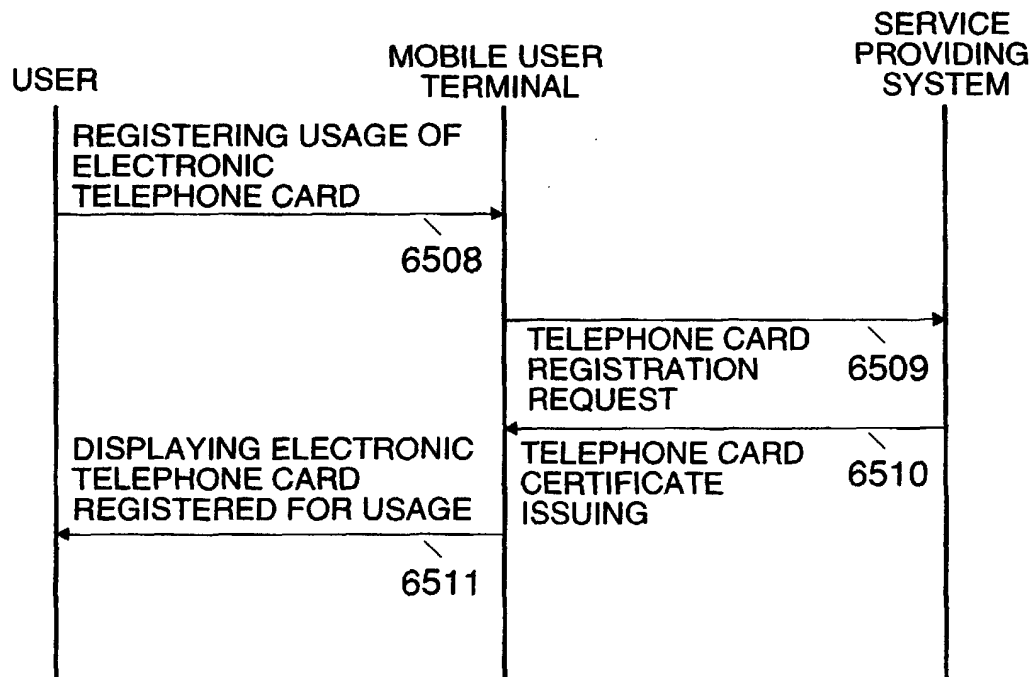 USER
MOBILE USER
TERMINAL
SERVICE
PROVIDING
SYSTEM
REGISTERING USAGE OF
ELECTRONIC
TELEPHONE CARD
6508
TELEPHONE CARD
REGISTRATION
REQUEST
6509
TELEPHONE CARD
CERTIFICATE
ISSUING
6510
DISPLAYING ELECTRONIC
TELEPHONE CARD
REGISTERED FOR USAGE
6511